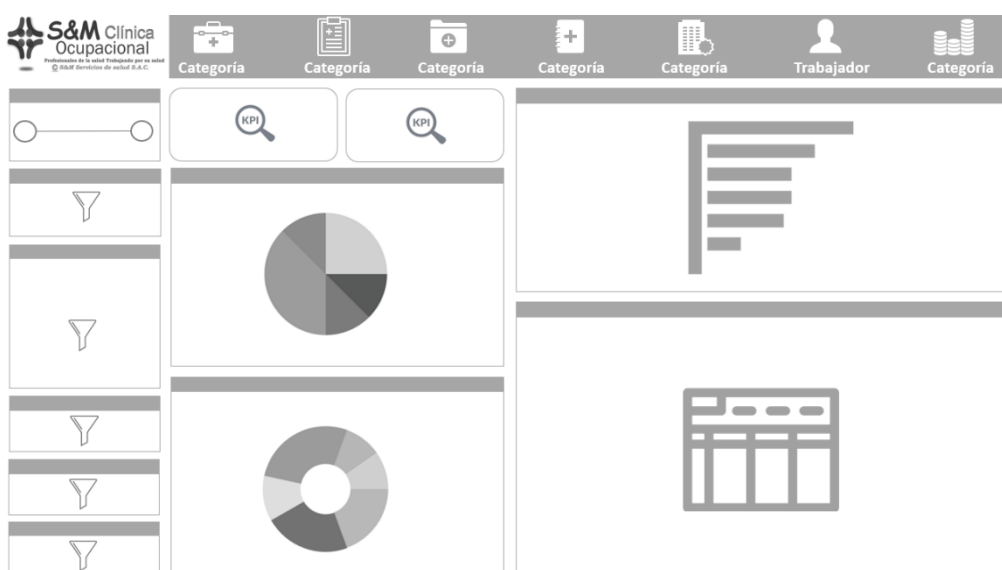 S&M Clínica
Ocupacional
Profesionales de la salud Trabajando por su salud
© S&M Servicios de salud S.A.C.
Categoría
Categoría
Categoría
Categoría
Categoría
Trabajador
Categoría
KPI
KPI